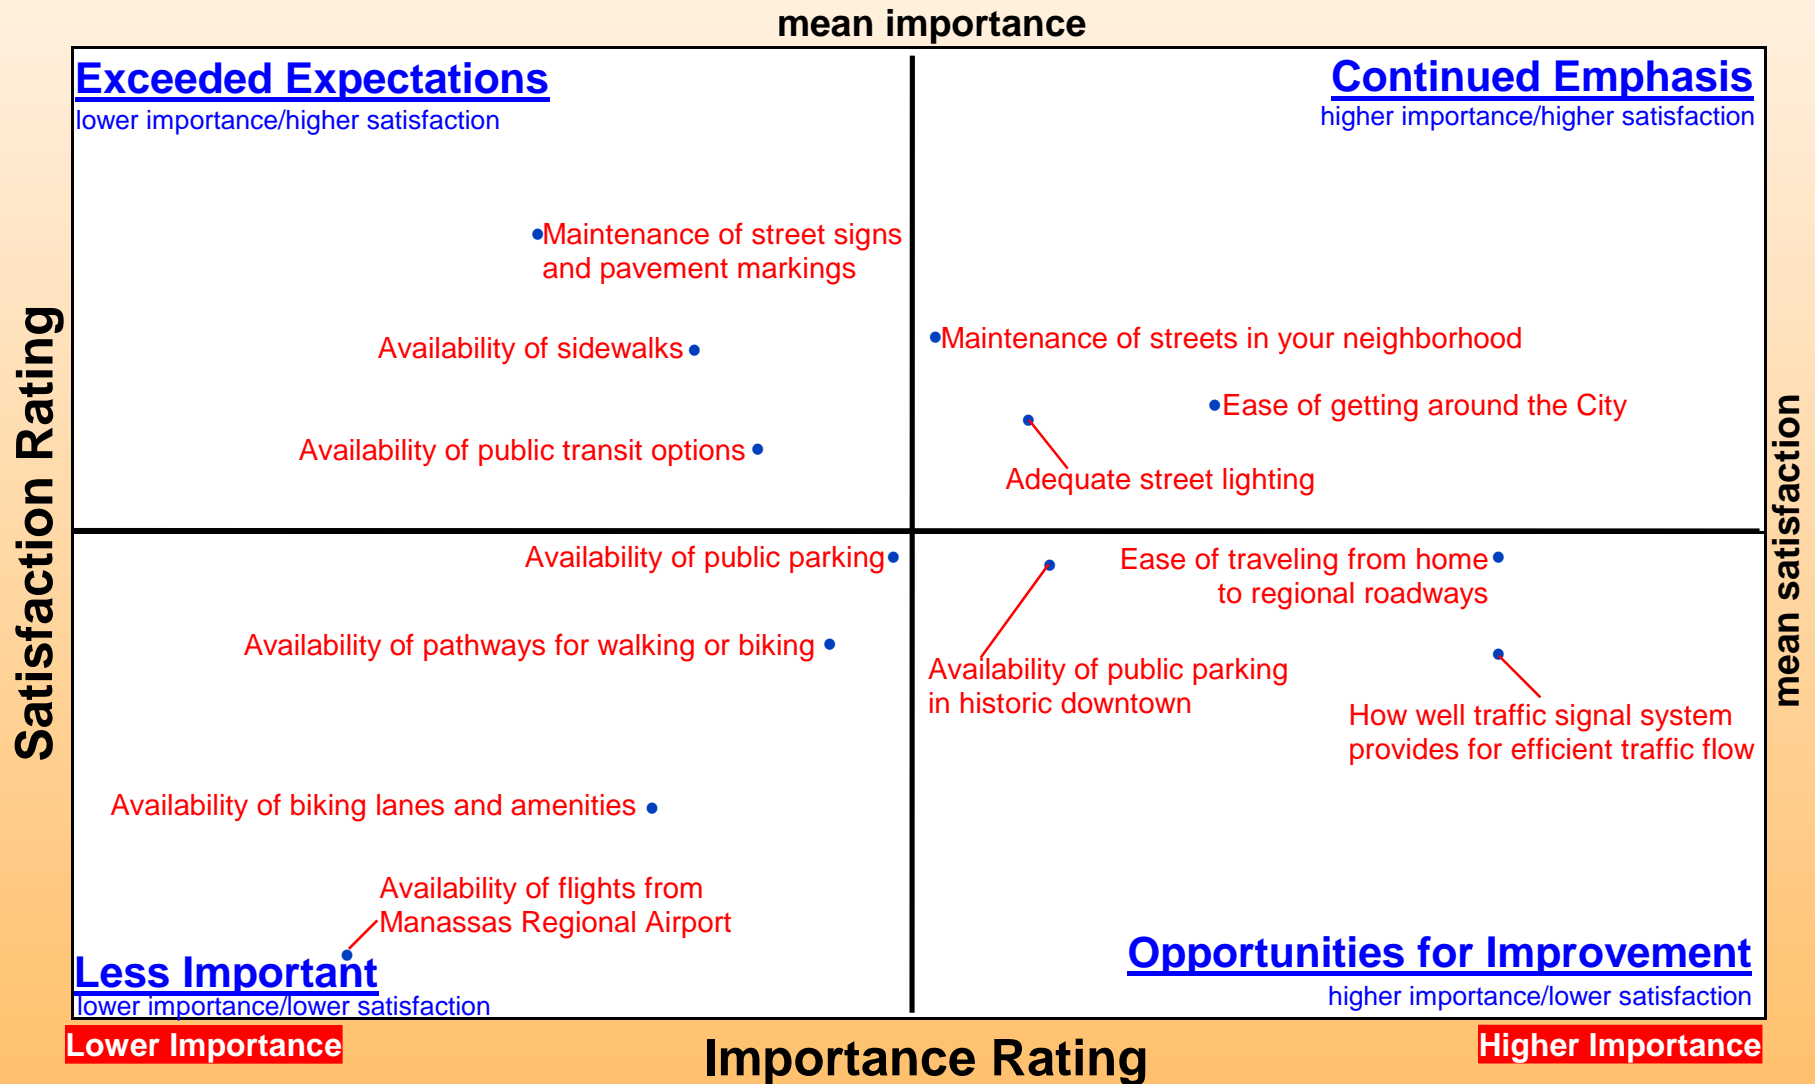 mean importance
Exceeded Expectations
lower importance/higher satisfaction
Continued Emphasis
higher importance/higher satisfaction
Maintenance of street signs
and pavement markings
Availability of sidewalks
Maintenance of streets in your neighborhood
Ease of getting around the City
Availability of public transit options
Adequate street lighting
Satisfaction Rating
mean satisfaction
Availability of public parking
Ease of traveling from home
to regional roadways
Availability of pathways for walking or biking
Availability of public parking
in historic downtown
How well traffic signal system
provides for efficient traffic flow
Availability of biking lanes and amenities
Availability of flights from
Manassas Regional Airport
Less Important
lower importance/lower satisfaction
Opportunities for Improvement
higher importance/lower satisfaction
Lower Importance
Importance Rating
Higher Importance